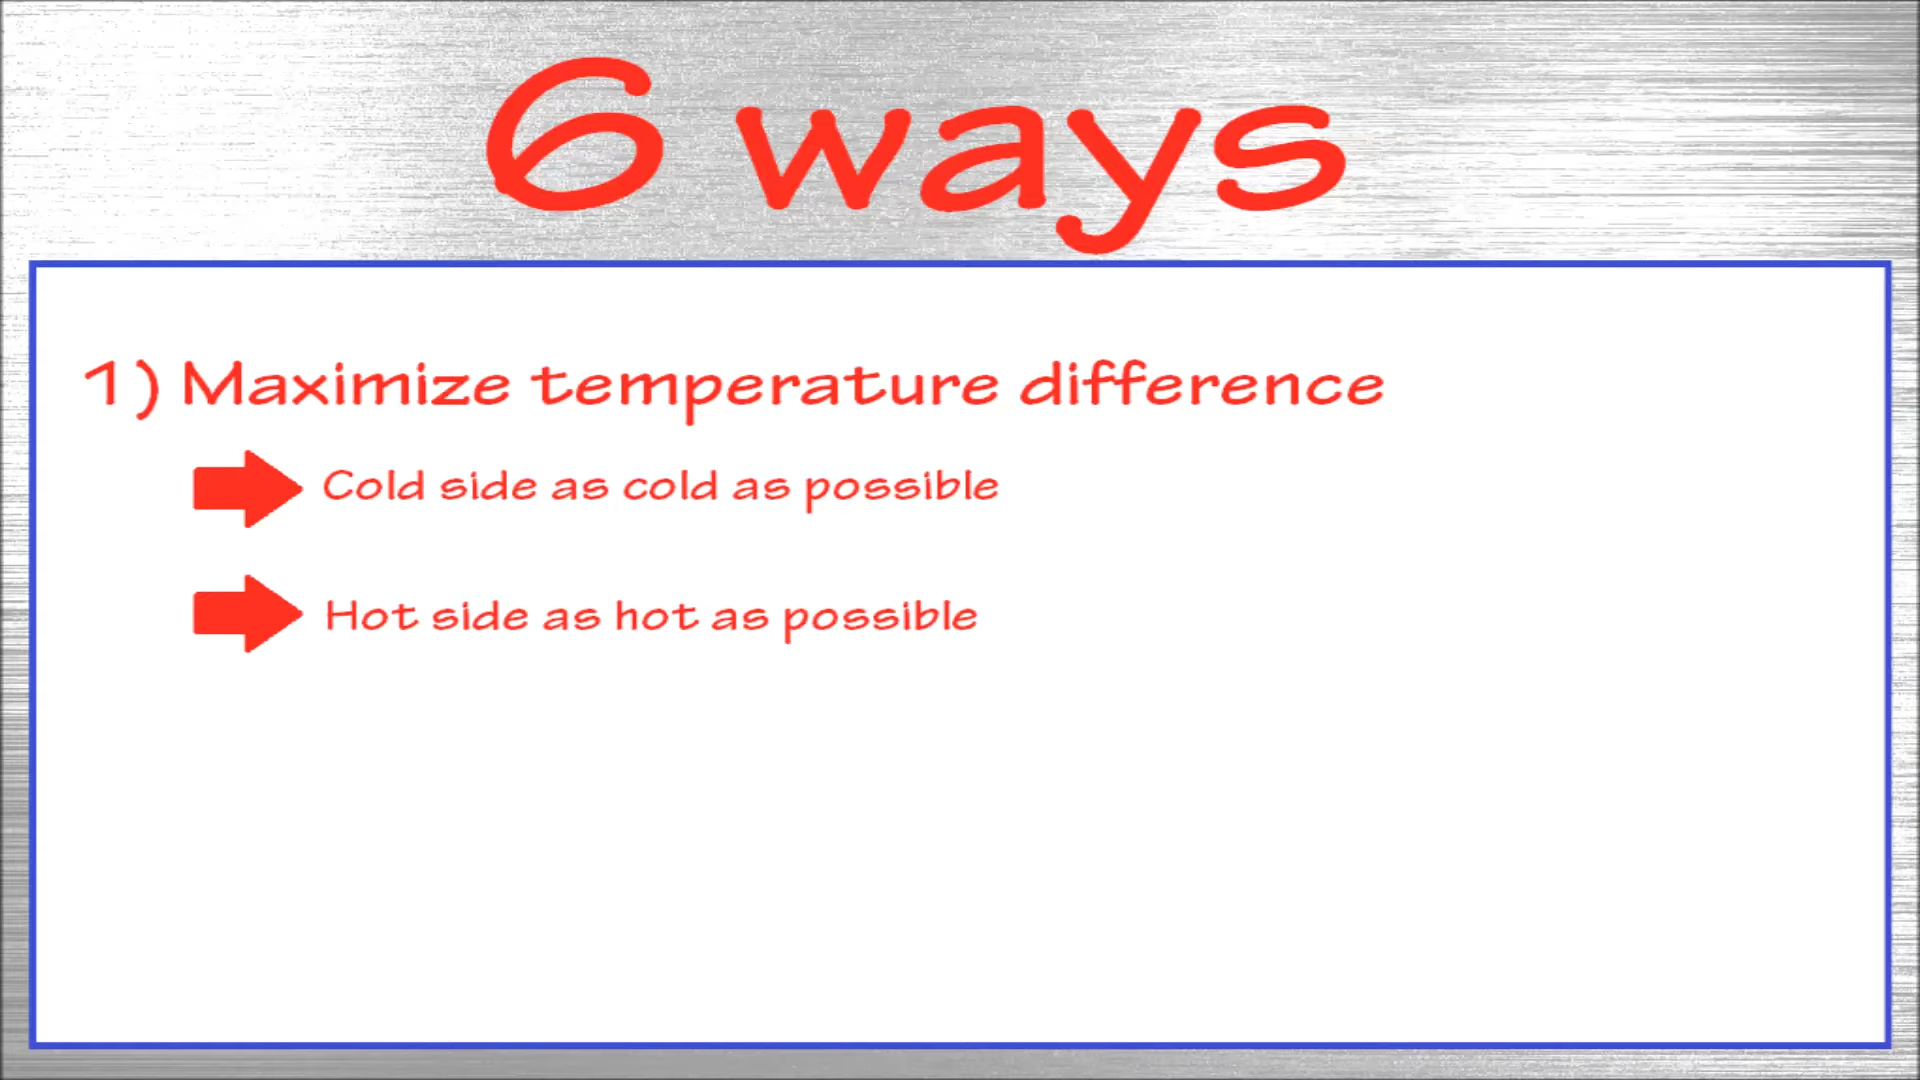 6 ways
1) Maximize temperature difference
Cold side as cold as possible
Hot side as hot as possible